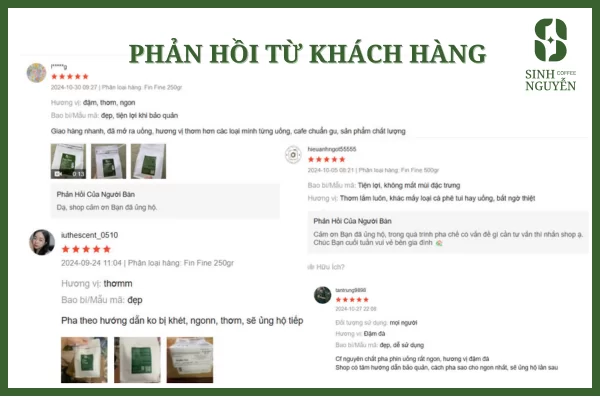 PHẢN HỒI TỪ KHÁCH HÀNG
SINH COFFEE
NGUYỄN
i*****g
2024-10-30 09:27 | Phân loại hàng: Fin Fine 250gr
Hương vị: đậm, thơm, ngon
Bao bì/Mẫu mã: đẹp, tiện lợi khi bảo quản
Giao hàng nhanh, đã mở ra uống, hương vị thơm hơn các loại mình từng uống, cafe chuẩn gu, sản phẩm chất lượng
0:13
Phản Hồi Của Người Bán
Dạ, shop cảm ơn Bạn đã ủng hộ.
iuthescent_0510
2024-09-24 11:04 | Phân loại hàng: Fin Fine 250gr
Hương vị: thơmm
Bao bì/Mẫu mã: đẹp
Pha theo hướng dẫn ko bị khét, ngonn, thơm, sẽ ủng hộ tiếp
hieuanhngot55555
2024-10-05 08:21 | Phân loại hàng: Fin Fine 500gr
Bao bì/Mẫu mã: Tiện lợi, không mất mùi đặc trưng
Hương vị: Thơm lắm luôn, khác mấy loại cà phê tui hay uống, bất ngờ thiệt
Phản Hồi Của Người Bán
Cảm ơn Bạn đã ủng hộ, trong quá trình pha chế có vấn đề gì cần tư vấn thì nhắn shop ạ.
Chúc Bạn cuối tuần vui vẻ bên gia đình
Hữu Ích?
tantrung9898
2024-10-27 22:58
Đối tượng sử dụng: mọi người
Hương vị: Đậm đà
Bao bì/Mẫu mã: đẹp, dễ sử dụng
Cf nguyên chất pha phin uống rất ngon, hương vị đậm đà
Shop có tâm hướng dẫn bảo quản, cách pha sao cho ngon nhất, sẽ ủng hộ lần sau